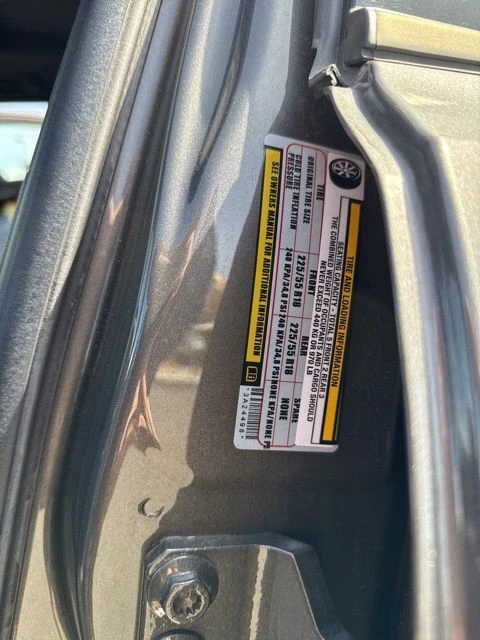 TIRE AND LOADING INFORMATION
SEATING CAPACITY - TOTAL 5 FRONT 2 REAR 3
THE COMBINED WEIGHT OF OCCUPANTS AND CARGO SHOULD
NEVER EXCEED 440 KG OR 970 LB
TIRE FRONT REAR SPARE
ORIGINAL TIRE SIZE 225/55 R18 225/55 R18 NONE
COLD TIRE INFLATION
PRESSURE 240 KPA/34,8 PSI 240 KPA/34,8 PSI NONE KPA/NONE P
SEE OWNERS MANUAL FOR ADDITIONAL INFORMATION
*3A24498*